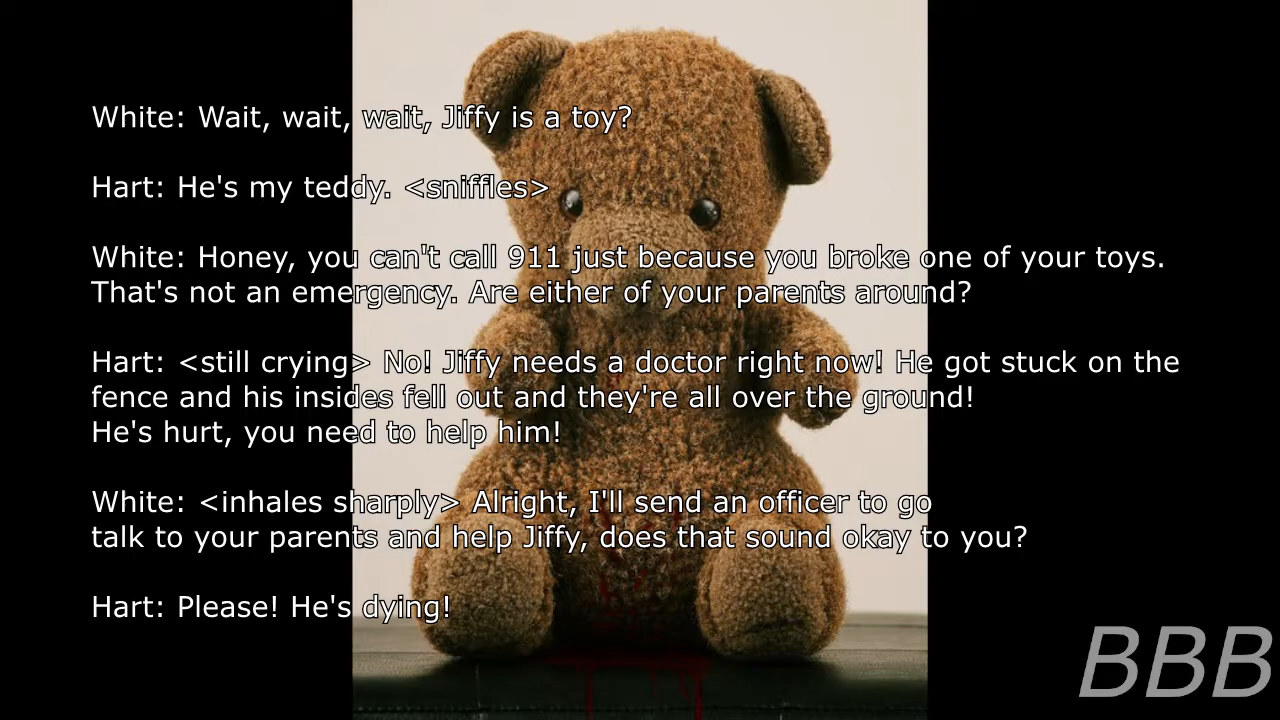 White: Wait, wait, wait, Jiffy is a toy?
Hart: He's my teddy. <sniffles>
White: Honey, you can't call 911 just because you broke one of your toys.
That's not an emergency. Are either of your parents around?
Hart: <still crying> No! Jiffy needs a doctor right now! He got stuck on the
fence and his insides fell out and they're all over the ground!
He's hurt, you need to help him!
White: <inhales sharply> Alright, I'll send an officer to go
talk to your parents and help Jiffy, does that sound okay to you?
Hart: Please! He's dying!
BBB